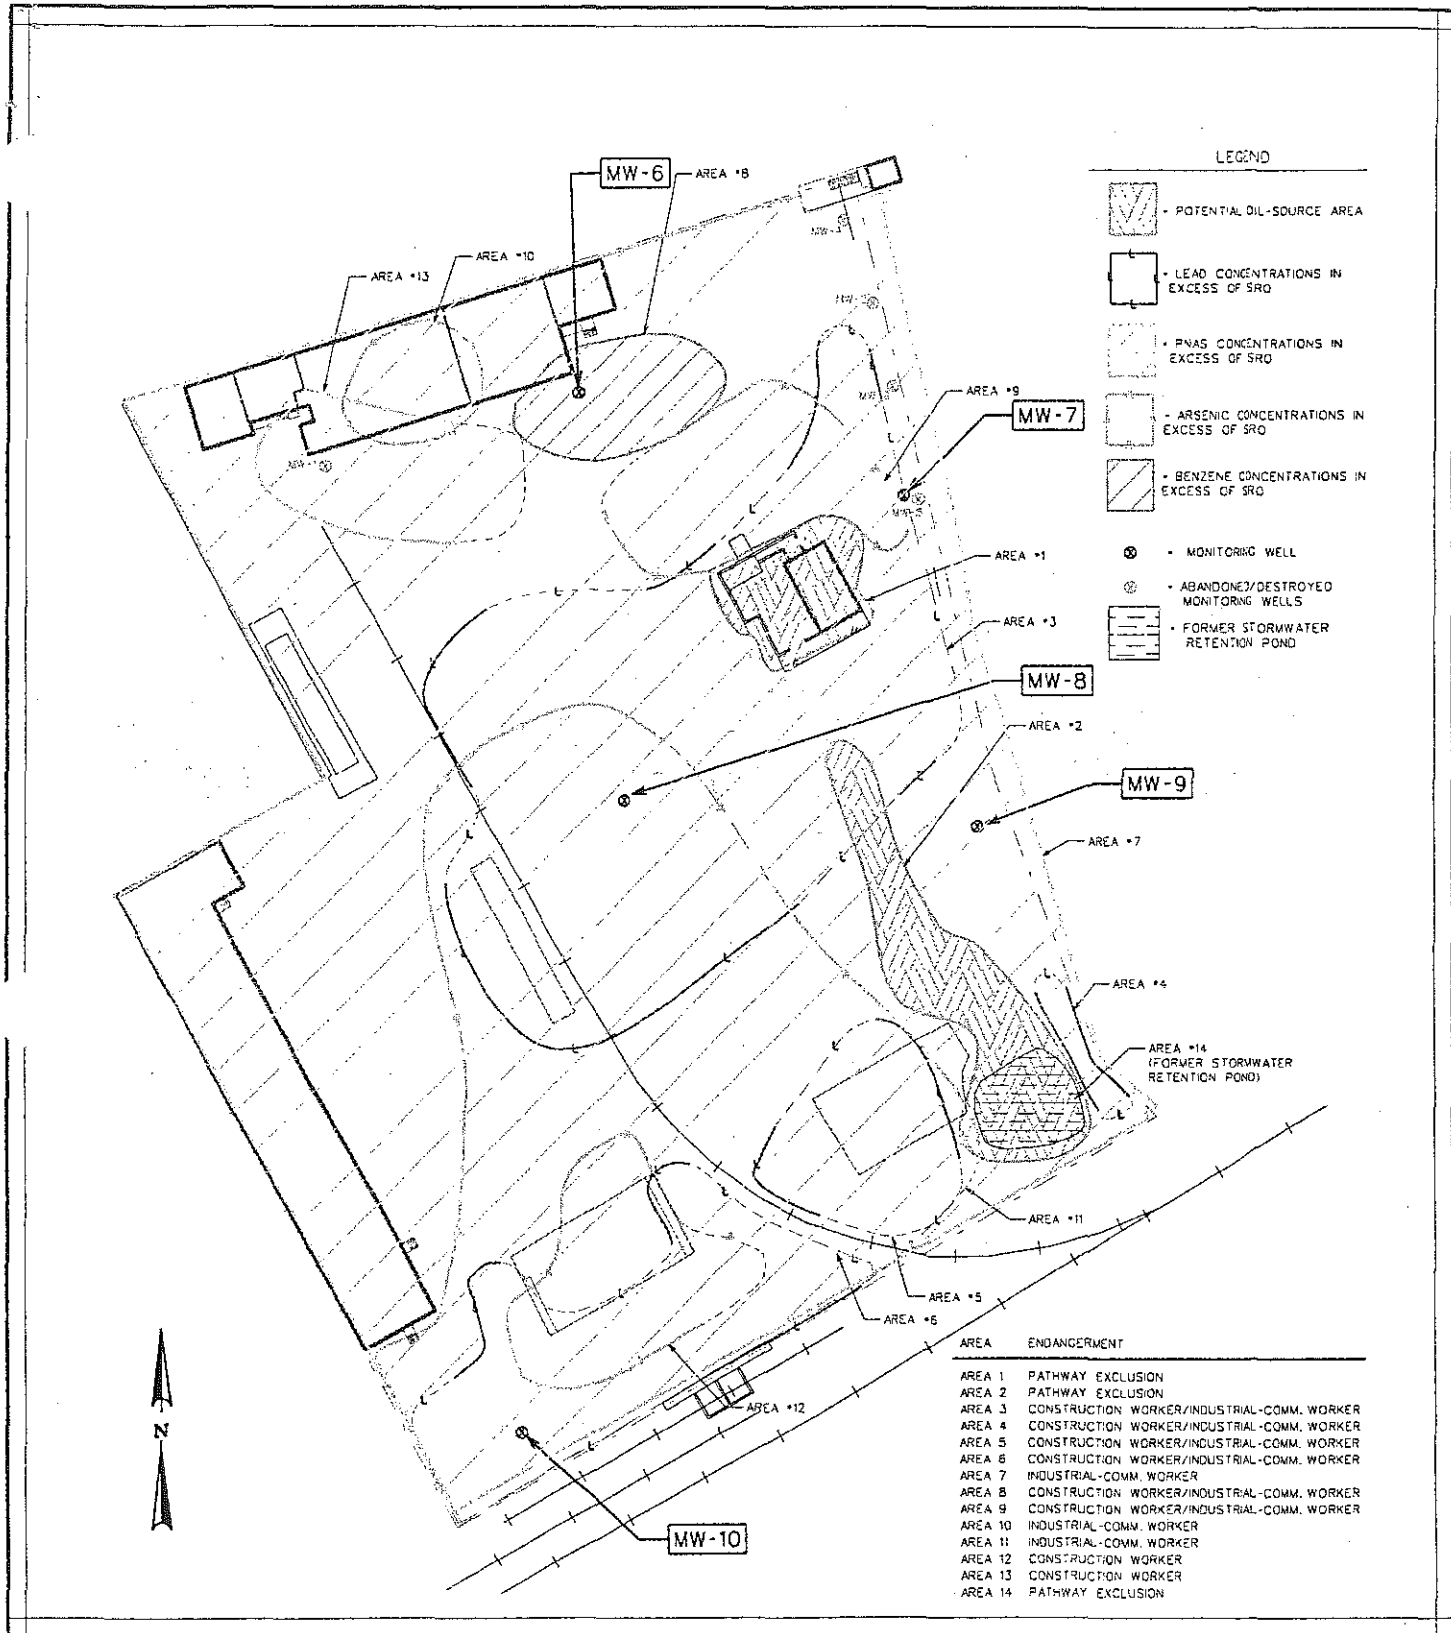 LEGEND
- POTENTIAL OIL-SOURCE AREA
- LEAD CONCENTRATIONS IN
EXCESS OF SRO
- PNAS CONCENTRATIONS IN
EXCESS OF SRO
- ARSENIC CONCENTRATIONS IN
EXCESS OF SRO
- BENZENE CONCENTRATIONS IN
EXCESS OF SRO
- MONITORING WELL
- ABANDONED/DESTROYED
MONITORING WELLS
- FORMER STORMWATER
RETENTION POND
MW-6
AREA #8
AREA #10
AREA #13
AREA #9
MW-7
AREA #1
AREA #3
MW-8
AREA #2
MW-9
AREA #7
AREA #4
AREA #14
(FORMER STORMWATER
RETENTION POND)
AREA #11
AREA #5
AREA #6
AREA #12
MW-10
N
AREA ENDANGERMENT
AREA 1 PATHWAY EXCLUSION
AREA 2 PATHWAY EXCLUSION
AREA 3 CONSTRUCTION WORKER/INDUSTRIAL-COMM. WORKER
AREA 4 CONSTRUCTION WORKER/INDUSTRIAL-COMM. WORKER
AREA 5 CONSTRUCTION WORKER/INDUSTRIAL-COMM. WORKER
AREA 6 CONSTRUCTION WORKER/INDUSTRIAL-COMM. WORKER
AREA 7 INDUSTRIAL-COMM. WORKER
AREA 8 CONSTRUCTION WORKER/INDUSTRIAL-COMM. WORKER
AREA 9 CONSTRUCTION WORKER/INDUSTRIAL-COMM. WORKER
AREA 10 INDUSTRIAL-COMM. WORKER
AREA 11 INDUSTRIAL-COMM. WORKER
AREA 12 CONSTRUCTION WORKER
AREA 13 CONSTRUCTION WORKER
AREA 14 PATHWAY EXCLUSION